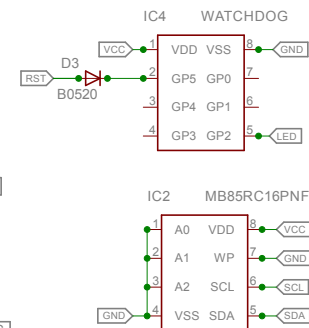 IC4 WATCHDOG
VCC 1 VDD VSS 8 GND
D3
RST 2 GP5 GP0 7
B0520
3 GP4 GP1 6
4 GP3 GP2 5 LED
IC2 MB85RC16PNF
1 A0 VDD 8 VCC
2 A1 WP 7 GND
3 A2 SCL 6 SCL
GND 4 VSS SDA 5 SDA